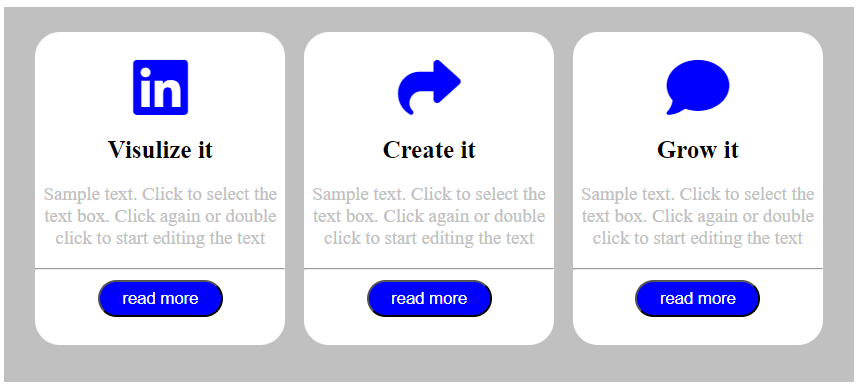 in
Visulize it
Sample text. Click to select the
text box. Click again or double
click to start editing the text
read more
Create it
Sample text. Click to select the
text box. Click again or double
click to start editing the text
read more
Grow it
Sample text. Click to select the
text box. Click again or double
click to start editing the text
read more